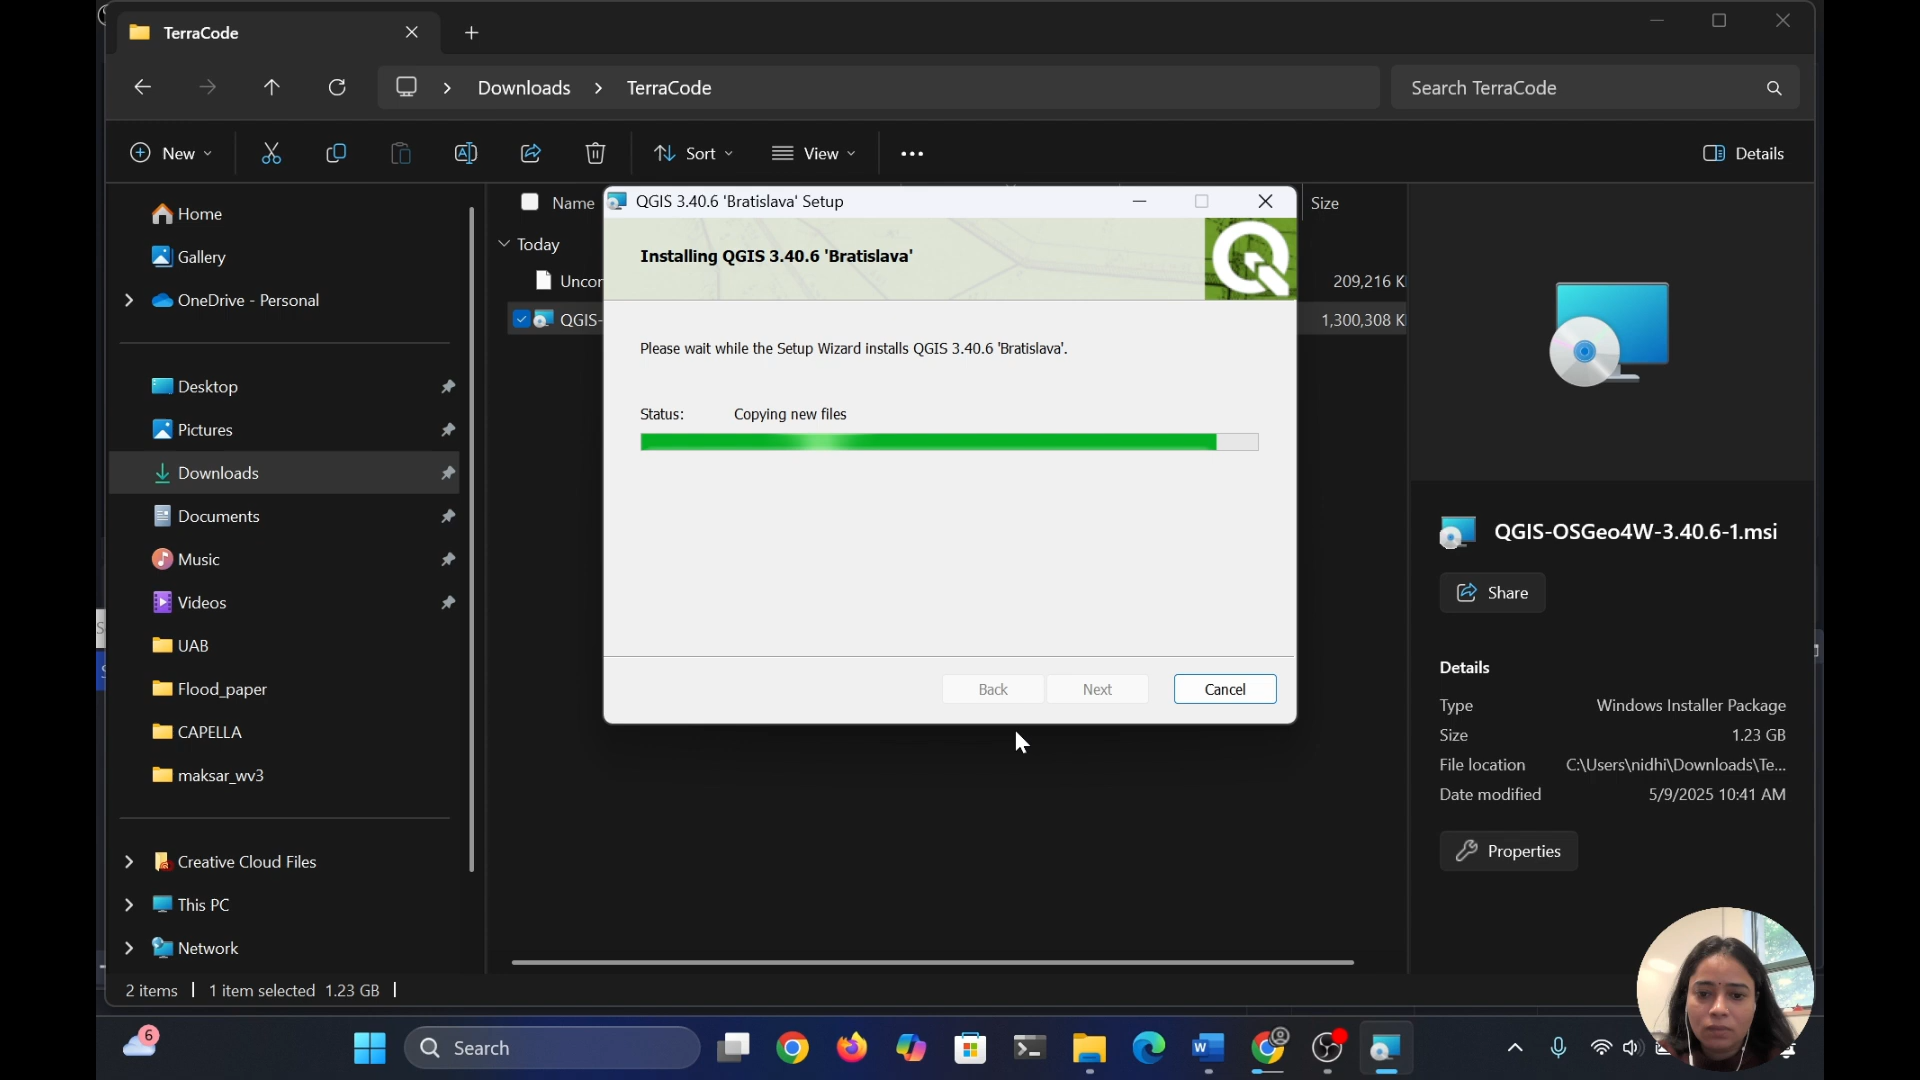 TerraCode
Downloads
TerraCode
Search TerraCode
New
Sort
View
Details
Home
Gallery
OneDrive - Personal
Desktop
Pictures
Downloads
Documents
Music
Videos
UAB
Flood_paper
CAPELLA
maksar_wv3
Creative Cloud Files
This PC
Network
Name
Size
Today
Uncor
209,216 K
QGIS-
1,300,308 K
QGIS 3.40.6 'Bratislava' Setup
Installing QGIS 3.40.6 'Bratislava'
Please wait while the Setup Wizard installs QGIS 3.40.6 'Bratislava'.
Status: Copying new files
Back
Next
Cancel
QGIS-OSGeo4W-3.40.6-1.msi
Share
Details
Type Windows Installer Package
Size 1.23 GB
File location C:\Users\nidhi\Downloads\Te...
Date modified 5/9/2025 10:41 AM
Properties
2 items
1 item selected 1.23 GB
6
Search